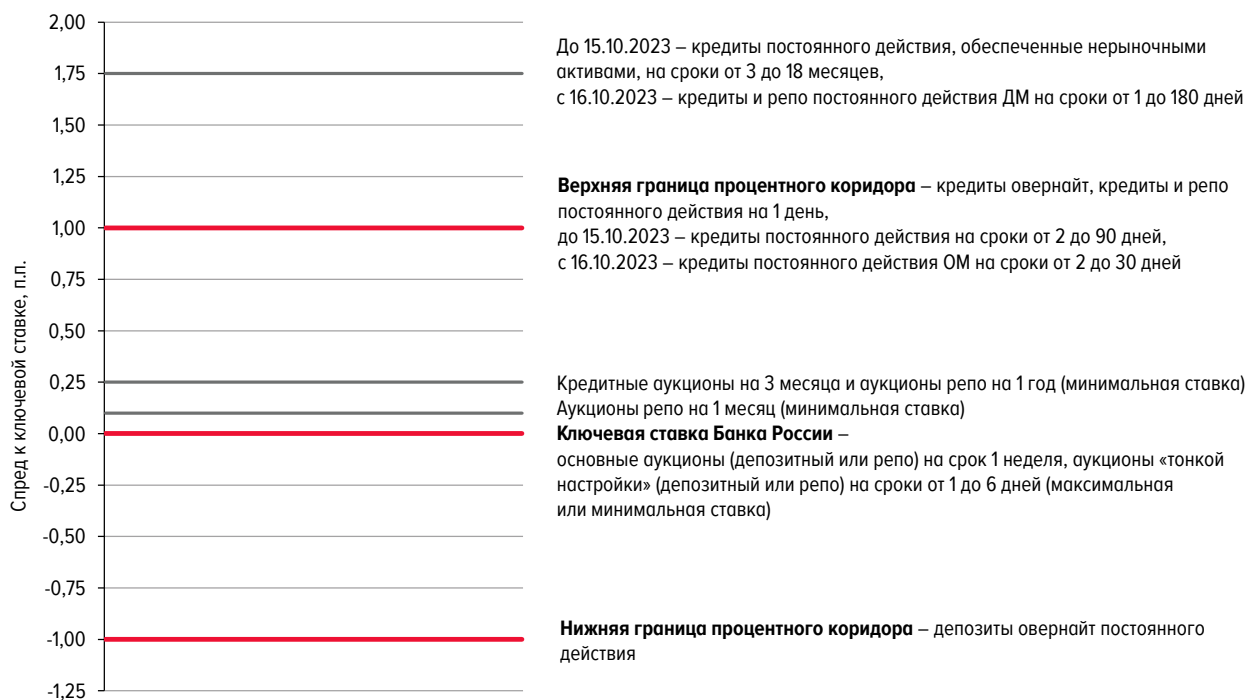 Спред к ключевой ставке, п.п.
2,00
1,75
1,50
1,25
1,00
0,75
0,50
0,25
0,00
-0,25
-0,50
-0,75
-1,00
-1,25
До 15.10.2023 – кредиты постоянного действия, обеспеченные нерыночными
активами, на сроки от 3 до 18 месяцев,
с 16.10.2023 – кредиты и репо постоянного действия ДМ на сроки от 1 до 180 дней
Верхняя граница процентного коридора – кредиты овернайт, кредиты и репо
постоянного действия на 1 день,
до 15.10.2023 – кредиты постоянного действия на сроки от 2 до 90 дней,
с 16.10.2023 – кредиты постоянного действия ОМ на сроки от 2 до 30 дней
Кредитные аукционы на 3 месяца и аукционы репо на 1 год (минимальная ставка)
Аукционы репо на 1 месяц (минимальная ставка)
Ключевая ставка Банка России –
основные аукционы (депозитный или репо) на срок 1 неделя, аукционы «тонкой
настройки» (депозитный или репо) на сроки от 1 до 6 дней (максимальная
или минимальная ставка)
Нижняя граница процентного коридора – депозиты овернайт постоянного
действия